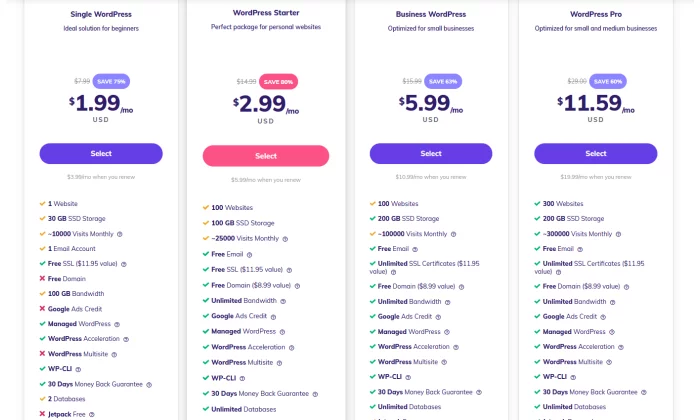 Single WordPress
Ideal solution for beginners
$7.99 SAVE 75%
$1.99/mo
USD
Select
$3.99/mo when you renew
1 Website
30 GB SSD Storage
~10000 Visits Monthly
1 Email Account
Free SSL ($11.95 value)
Free Domain
100 GB Bandwidth
Google Ads Credit
Managed WordPress
WordPress Acceleration
WordPress Multisite
WP-CLI
30 Days Money Back Guarantee
2 Databases
Jetpack Free
WordPress Starter
Perfect package for personal websites
$14.99 SAVE 80%
$2.99/mo
USD
Select
$6.99/mo when you renew
100 Websites
100 GB SSD Storage
~25000 Visits Monthly
Free Email
Free SSL ($11.95 value)
Free Domain ($8.99 value)
Unlimited Bandwidth
Google Ads Credit
Managed WordPress
WordPress Acceleration
WordPress Multisite
WP-CLI
30 Days Money Back Guarantee
Unlimited Databases
Business WordPress
Optimized for small businesses
$15.99 SAVE 63%
$5.99/mo
USD
Select
$10.99/mo when you renew
100 Websites
200 GB SSD Storage
~100000 Visits Monthly
Free Email
Unlimited SSL Certificates ($11.95
value)
Free Domain ($8.99 value)
Unlimited Bandwidth
Google Ads Credit
Managed WordPress
WordPress Acceleration
WordPress Multisite
WP-CLI
30 Days Money Back Guarantee
Unlimited Databases
WordPress Pro
Optimized for small and medium businesses
$29.00 SAVE 60%
$11.59/mo
USD
Select
$19.99/mo when you renew
300 Websites
200 GB SSD Storage
~300000 Visits Monthly
Free Email
Unlimited SSL Certificates ($11.95
value)
Free Domain ($8.99 value)
Unlimited Bandwidth
Google Ads Credit
Managed WordPress
WordPress Acceleration
WordPress Multisite
WP-CLI
30 Days Money Back Guarantee
Unlimited Databases